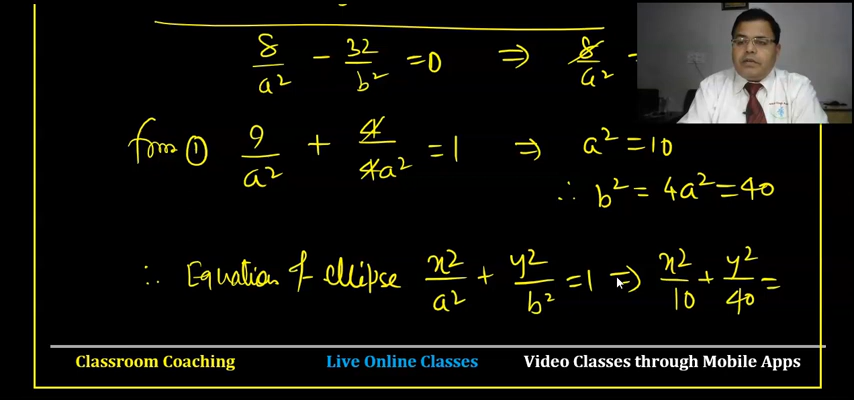 8/a² - 32/b² = 0 ⇒ 8/a² =
from ① 9/a² + 4/4a² = 1 ⇒ a² = 10
∴ b² = 4a² = 40
∴ Equation of ellipse x²/a² + y²/b² = 1 ⇒ x²/10 + y²/40 =
Classroom Coaching Live Online Classes Video Classes through Mobile Apps